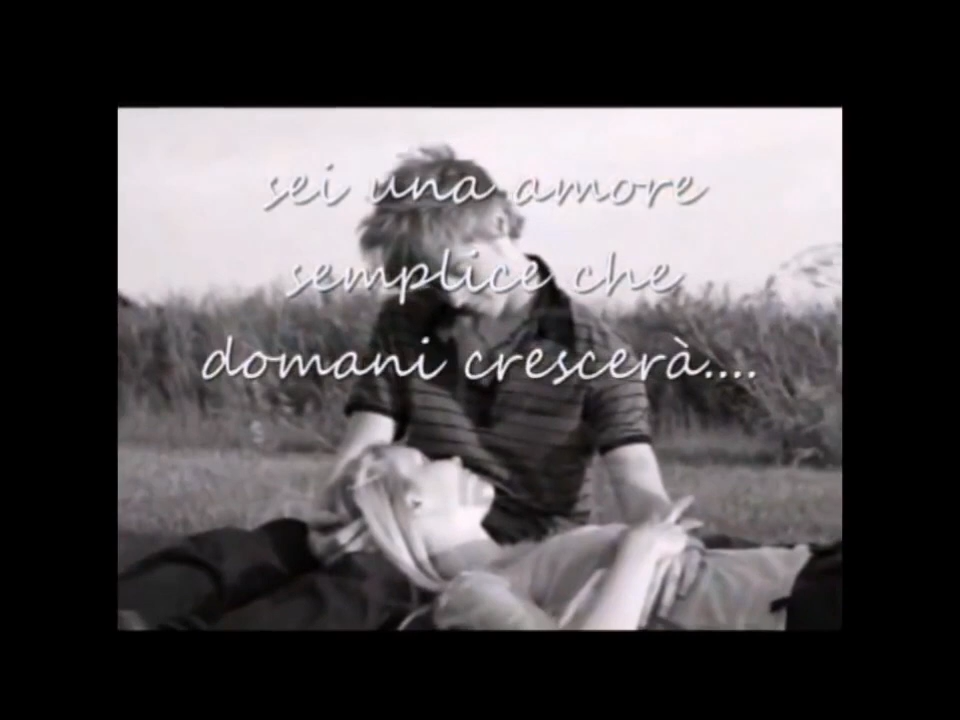 sei una amore
semplice che
domani crescerà....